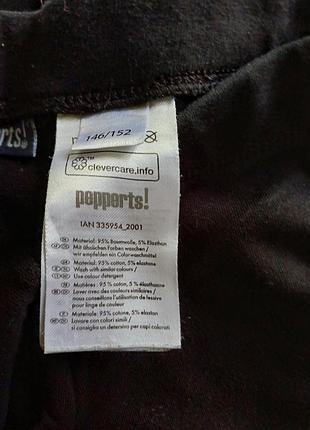 erts!
146/152
clevercare.info
pepperts!
IAN 335954_2001
Material: 95% Baumwolle, 5% Elasthan
Mit ähnlichen Farben waschen /
wir empfehlen ein Colorwaschmittel
Material: 95% cotton, 5% elastane
Wash with similar colours /
Use colour detergent
Matières : 95 % coton, 5 % élasthanne
Laver avec des couleurs similaires /
nous conseillons l'utilisation de lessive
pour linge de couleur
Materiale: 95% cotone, 5% elastan
Lavare con colori simili /
si consiglia un detersivo per capi colorati